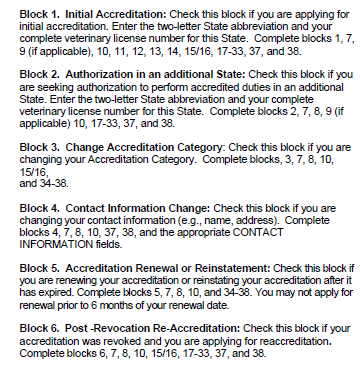 Block 1.  Initial Accreditation: Check this block if you are applying for
initial accreditation. Enter the two-letter State abbreviation and your
complete veterinary license number for this State.  Complete blocks 1, 7,
9 (if applicable), 10, 11, 12, 13, 14, 15/16, 17-33, 37, and 38.
Block 2.  Authorization in an additional State: Check this block if you
are seeking authorization to perform accredited duties in an additional
State. Enter the two-letter State abbreviation and your complete
veterinary license number for this State.  Complete blocks 2, 7, 8, 9 (if
applicable) 10, 17-33, 37, and 38.
Block 3.  Change Accreditation Category: Check this block if you are
changing your Accreditation Category.  Complete blocks, 3, 7, 8, 10,
15/16,
and 34-38.
Block 4.  Contact Information Change: Check this block if you are
changing your contact information (e.g., name, address).  Complete
blocks 4, 7, 8, 10, 37, 38, and the appropriate CONTACT
INFORMATION fields.
Block 5.  Accreditation Renewal or Reinstatement: Check this block if
you are renewing your accreditation or reinstating your accreditation after it
has expired. Complete blocks 5, 7, 8, 10, and 34-38. You may not apply for
renewal prior to 6 months of your renewal date.
Block 6.  Post -Revocation Re-Accreditation: Check this block if your
accreditation was revoked and you are applying for reaccreditation.
Complete blocks 6, 7, 8, 10, 15/16, 17-33, 37, and 38.